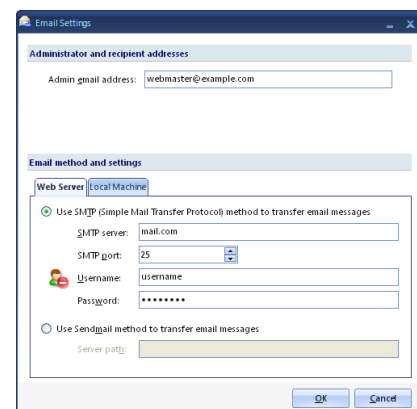 Email Settings
Administrator and recipient addresses
Admin email address: webmaster@example.com
Email method and settings
Web Server Local Machine
Use SMTP (Simple Mail Transfer Protocol) method to transfer email messages
SMTP server: mail.com
SMTP port: 25
Username: username
Password: ••••••••
Use Sendmail method to transfer email messages
Server path:
OK Cancel